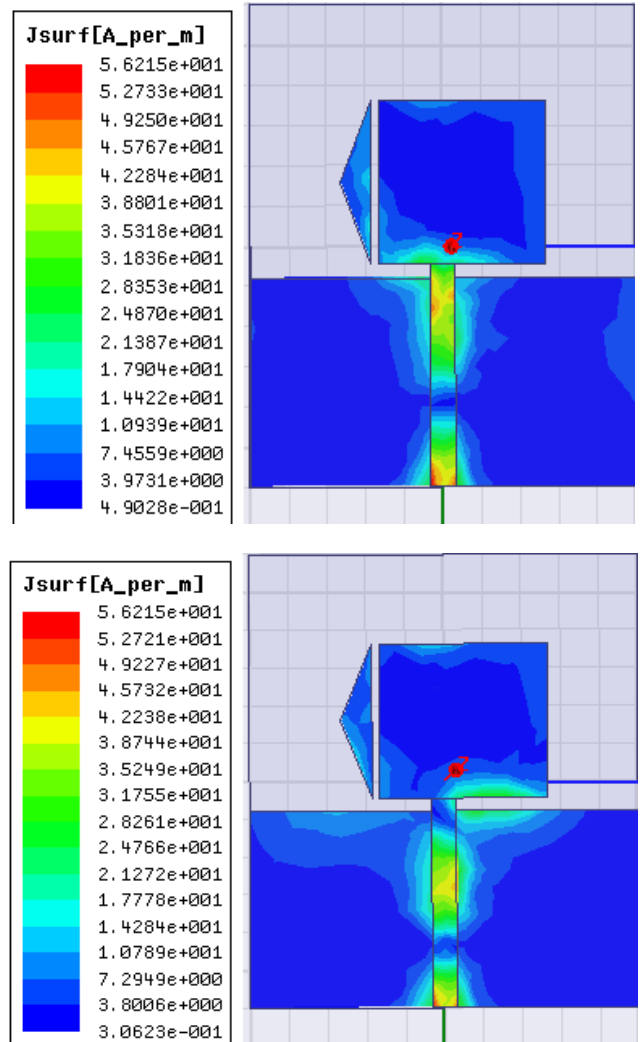 Jsurf[A_per_m]
5.6215e+001
5.2733e+001
4.9250e+001
4.5767e+001
4.2284e+001
3.8801e+001
3.5318e+001
3.1836e+001
2.8353e+001
2.4870e+001
2.1387e+001
1.7904e+001
1.4422e+001
1.0939e+001
7.4559e+000
3.9731e+000
4.9028e-001
Jsurf[A_per_m]
5.6215e+001
5.2721e+001
4.9227e+001
4.5732e+001
4.2238e+001
3.8744e+001
3.5249e+001
3.1755e+001
2.8261e+001
2.4766e+001
2.1272e+001
1.7778e+001
1.4284e+001
1.0789e+001
7.2949e+000
3.8006e+000
3.0623e-001